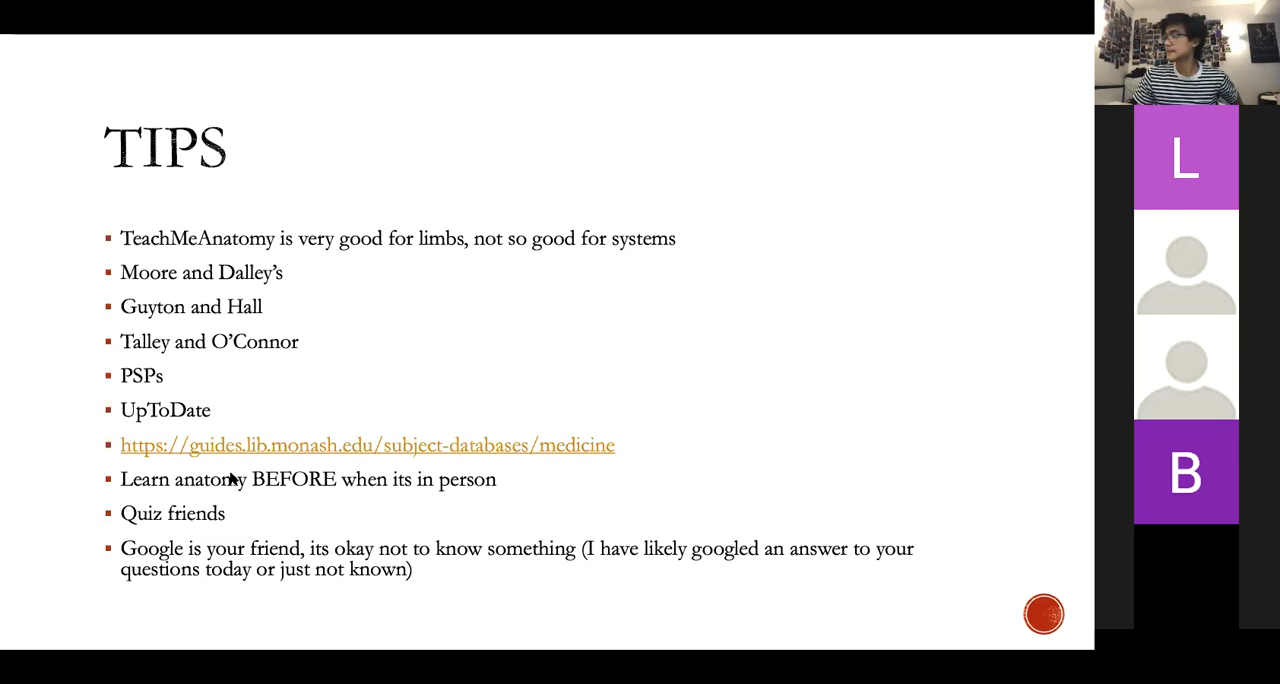 TIPS
TeachMeAnatomy is very good for limbs, not so good for systems
Moore and Dalley’s
Guyton and Hall
Talley and O’Connor
PSPs
UpToDate
https://guides.lib.monash.edu/subject-databases/medicine
Learn anatomy BEFORE when its in person
Quiz friends
Google is your friend, its okay not to know something (I have likely googled an answer to your
questions today or just not known)
L
B